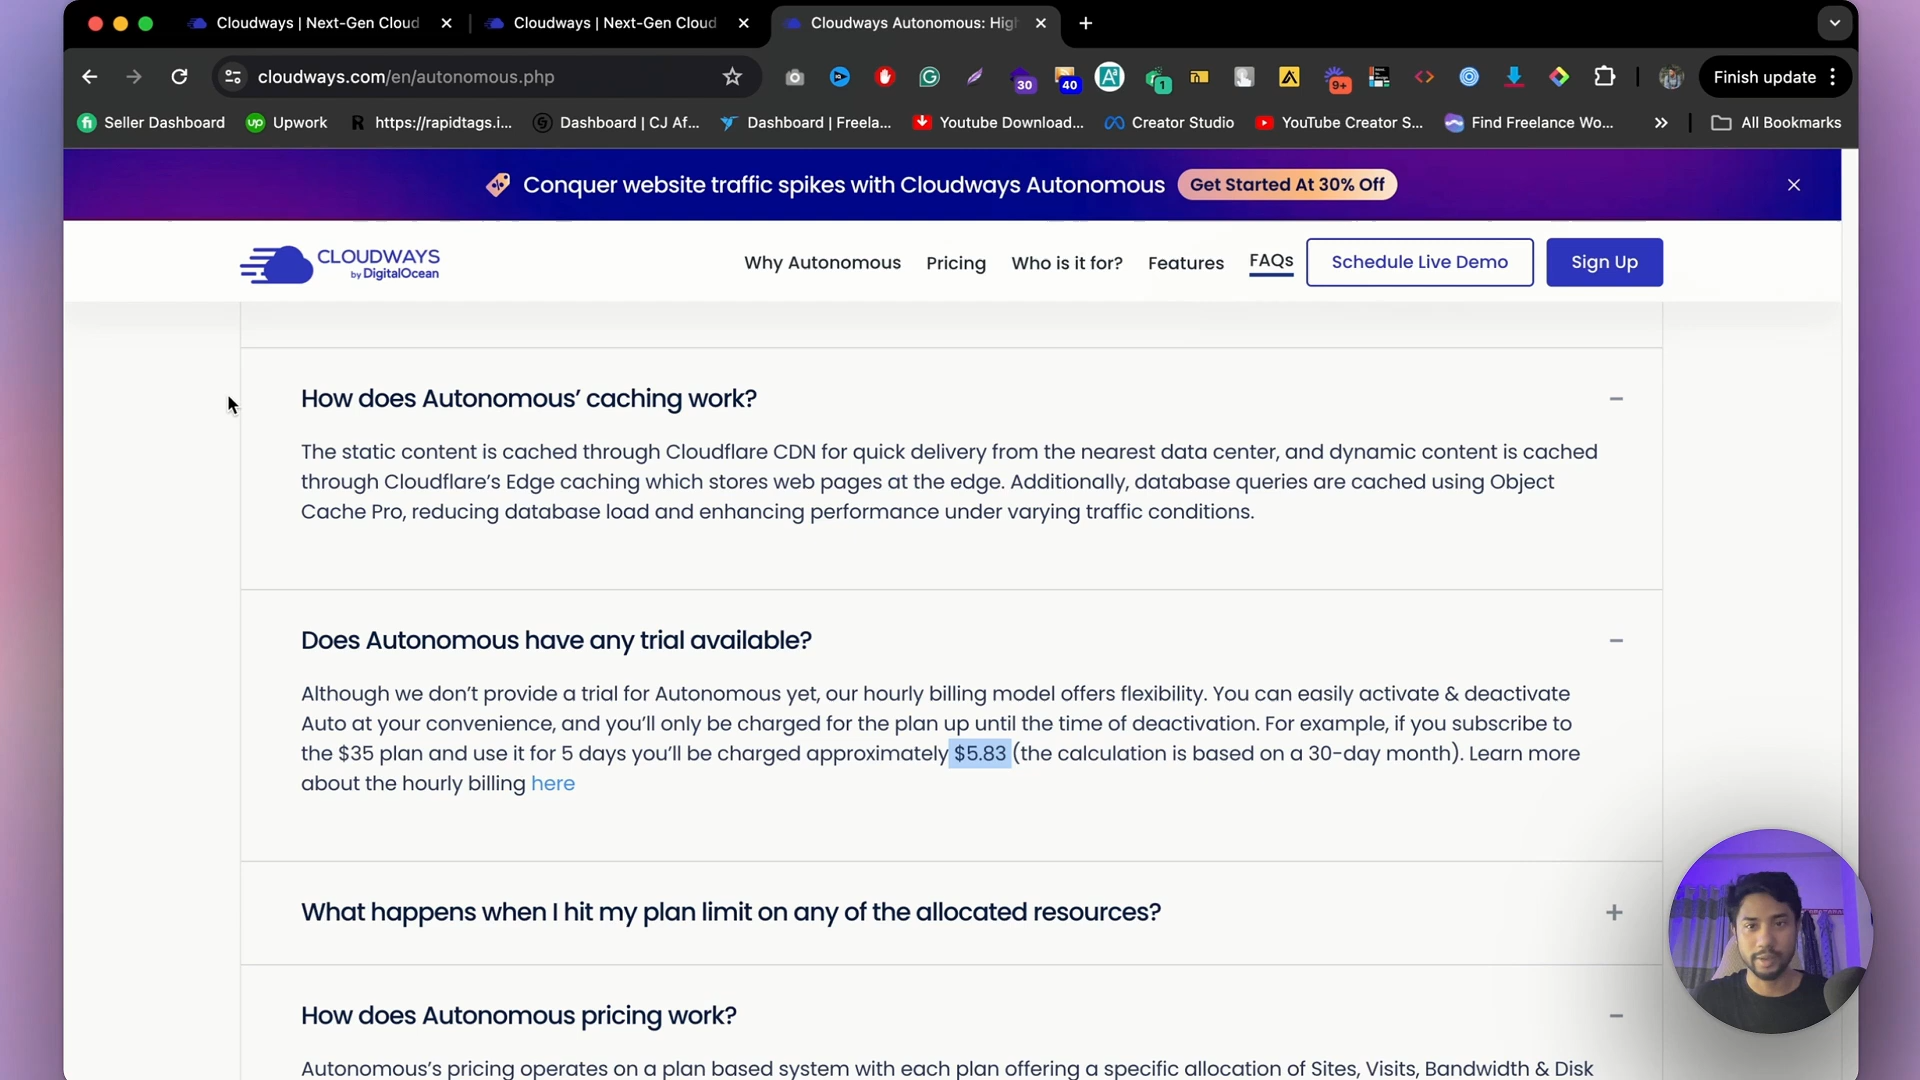 Cloudways | Next-Gen Cloud
Cloudways | Next-Gen Cloud
Cloudways Autonomous: Hig
cloudways.com/en/autonomous.php
30
40
1
9+
Finish update
Seller Dashboard
Upwork
https://rapidtags.i...
Dashboard | CJ Af...
Dashboard | Freela...
Youtube Download...
Creator Studio
YouTube Creator S...
Find Freelance Wo...
All Bookmarks
Conquer website traffic spikes with Cloudways Autonomous
Get Started At 30% Off
CLOUDWAYS
by DigitalOcean
Why Autonomous
Pricing
Who is it for?
Features
FAQs
Schedule Live Demo
Sign Up
How does Autonomous’ caching work?
The static content is cached through Cloudflare CDN for quick delivery from the nearest data center, and dynamic content is cached
through Cloudflare’s Edge caching which stores web pages at the edge. Additionally, database queries are cached using Object
Cache Pro, reducing database load and enhancing performance under varying traffic conditions.
Does Autonomous have any trial available?
Although we don’t provide a trial for Autonomous yet, our hourly billing model offers flexibility. You can easily activate & deactivate
Auto at your convenience, and you’ll only be charged for the plan up until the time of deactivation. For example, if you subscribe to
the $35 plan and use it for 5 days you’ll be charged approximately $5.83 (the calculation is based on a 30-day month). Learn more
about the hourly billing here
What happens when I hit my plan limit on any of the allocated resources?
How does Autonomous pricing work?
Autonomous’s pricing operates on a plan based system with each plan offering a specific allocation of Sites, Visits, Bandwidth & Disk